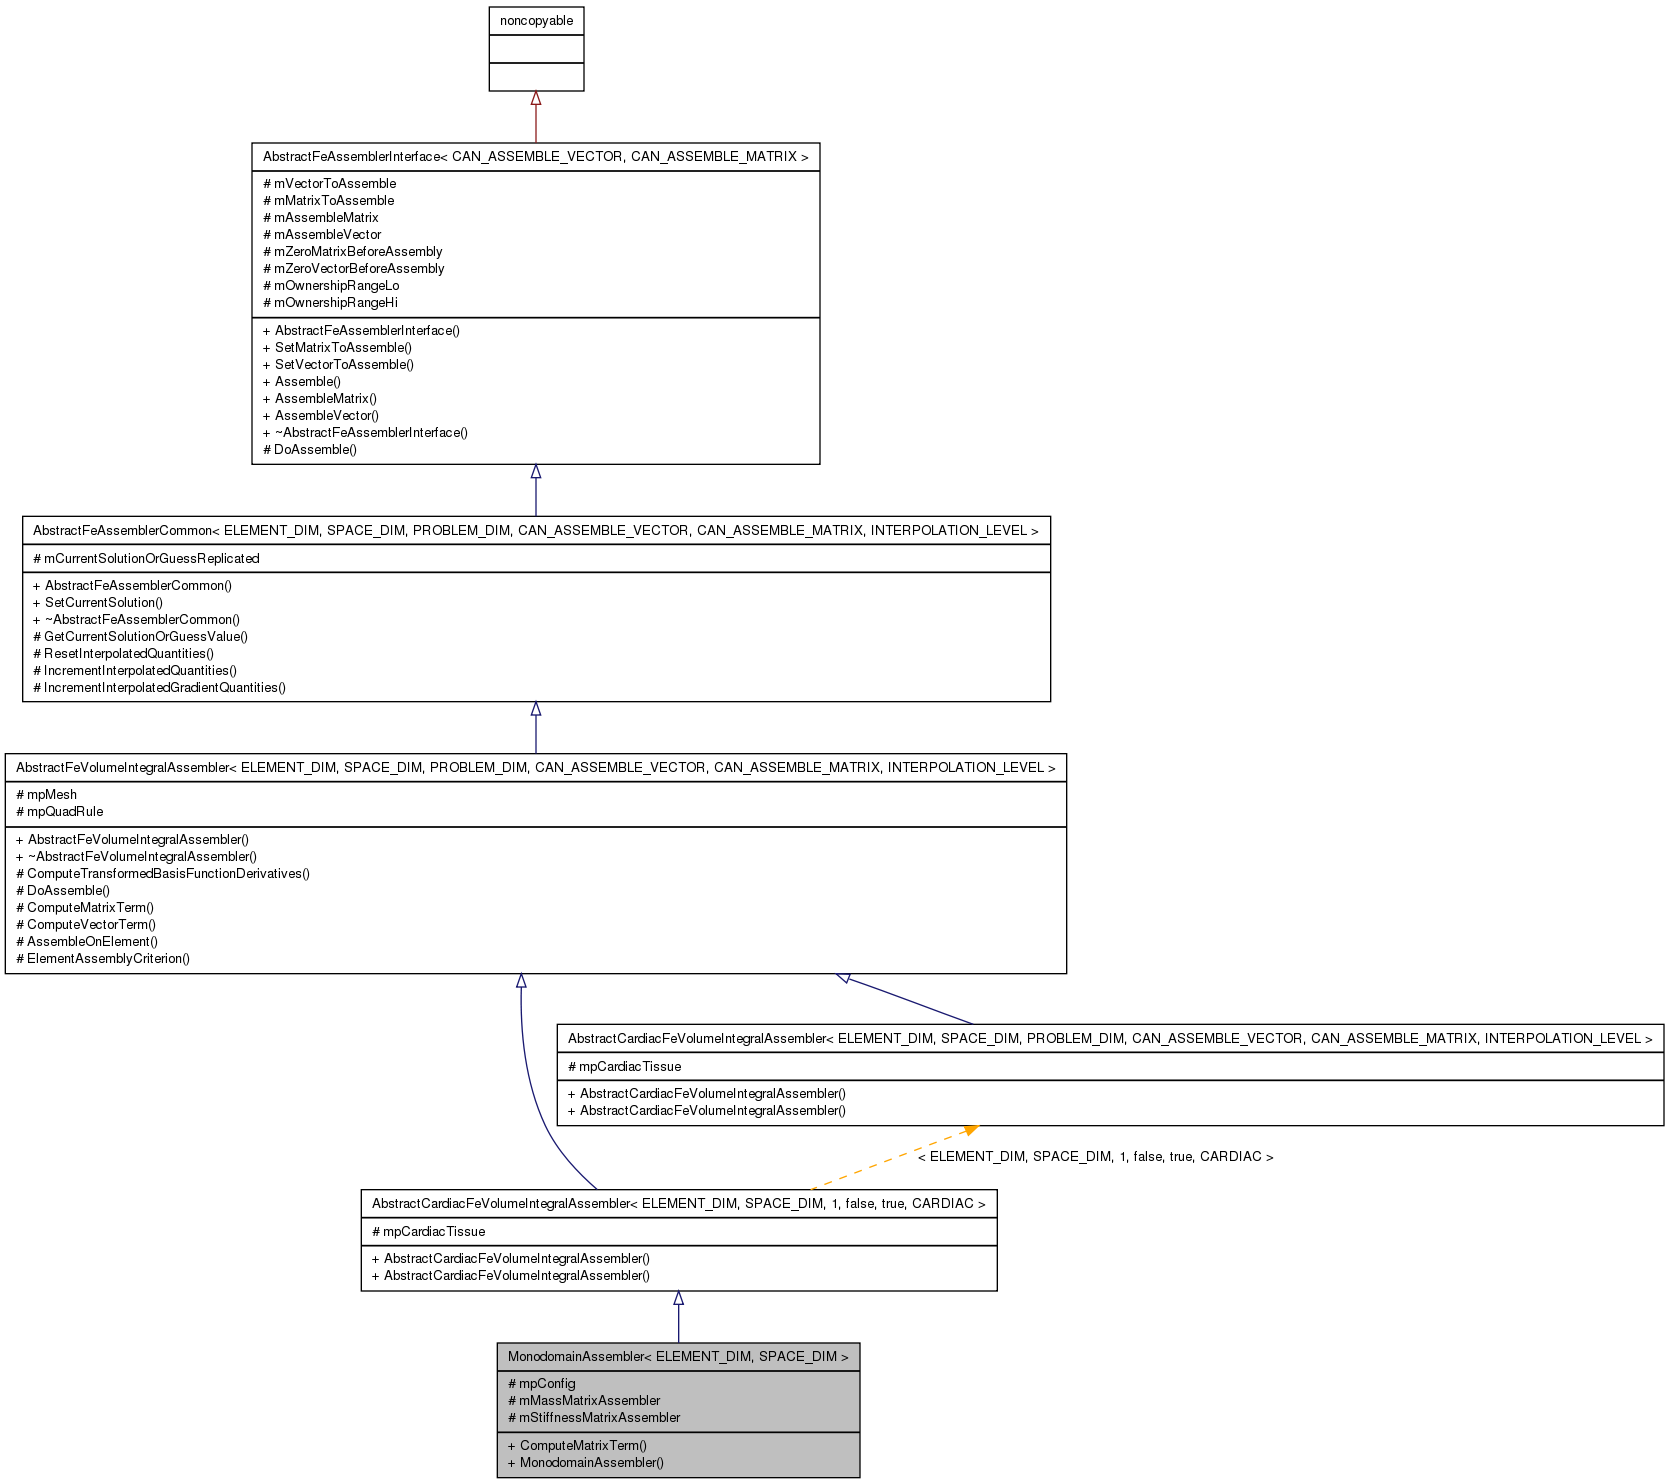 noncopyable
AbstractFeAssemblerInterface< CAN_ASSEMBLE_VECTOR, CAN_ASSEMBLE_MATRIX >
# mVectorToAssemble
# mMatrixToAssemble
# mAssembleMatrix
# mAssembleVector
# mZeroMatrixBeforeAssembly
# mZeroVectorBeforeAssembly
# mOwnershipRangeLo
# mOwnershipRangeHi
+ AbstractFeAssemblerInterface()
+ SetMatrixToAssemble()
+ SetVectorToAssemble()
+ Assemble()
+ AssembleMatrix()
+ AssembleVector()
+ ~AbstractFeAssemblerInterface()
# DoAssemble()
AbstractFeAssemblerCommon< ELEMENT_DIM, SPACE_DIM, PROBLEM_DIM, CAN_ASSEMBLE_VECTOR, CAN_ASSEMBLE_MATRIX, INTERPOLATION_LEVEL >
# mCurrentSolutionOrGuessReplicated
+ AbstractFeAssemblerCommon()
+ SetCurrentSolution()
+ ~AbstractFeAssemblerCommon()
# GetCurrentSolutionOrGuessValue()
# ResetInterpolatedQuantities()
# IncrementInterpolatedQuantities()
# IncrementInterpolatedGradientQuantities()
AbstractFeVolumeIntegralAssembler< ELEMENT_DIM, SPACE_DIM, PROBLEM_DIM, CAN_ASSEMBLE_VECTOR, CAN_ASSEMBLE_MATRIX, INTERPOLATION_LEVEL >
# mpMesh
# mpQuadRule
+ AbstractFeVolumeIntegralAssembler()
+ ~AbstractFeVolumeIntegralAssembler()
# ComputeTransformedBasisFunctionDerivatives()
# DoAssemble()
# ComputeMatrixTerm()
# ComputeVectorTerm()
# AssembleOnElement()
# ElementAssemblyCriterion()
AbstractCardiacFeVolumeIntegralAssembler< ELEMENT_DIM, SPACE_DIM, PROBLEM_DIM, CAN_ASSEMBLE_VECTOR, CAN_ASSEMBLE_MATRIX, INTERPOLATION_LEVEL >
# mpCardiacTissue
+ AbstractCardiacFeVolumeIntegralAssembler()
+ AbstractCardiacFeVolumeIntegralAssembler()
< ELEMENT_DIM, SPACE_DIM, 1, false, true, CARDIAC >
AbstractCardiacFeVolumeIntegralAssembler< ELEMENT_DIM, SPACE_DIM, 1, false, true, CARDIAC >
# mpCardiacTissue
+ AbstractCardiacFeVolumeIntegralAssembler()
+ AbstractCardiacFeVolumeIntegralAssembler()
MonodomainAssembler< ELEMENT_DIM, SPACE_DIM >
# mpConfig
# mMassMatrixAssembler
# mStiffnessMatrixAssembler
+ ComputeMatrixTerm()
+ MonodomainAssembler()